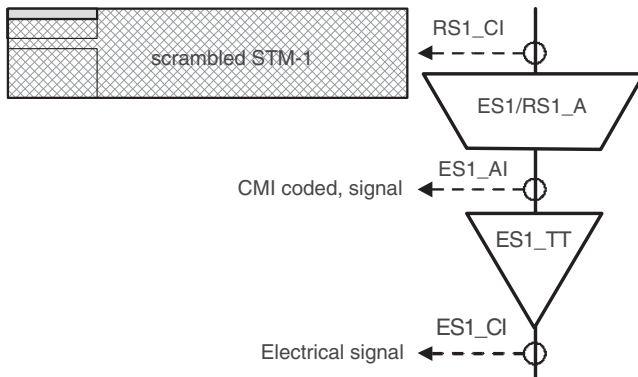 RS1_CI
scrambled STM-1
ES1/RS1_A
ES1_AI
CMI coded, signal
ES1_TT
ES1_CI
Electrical signal